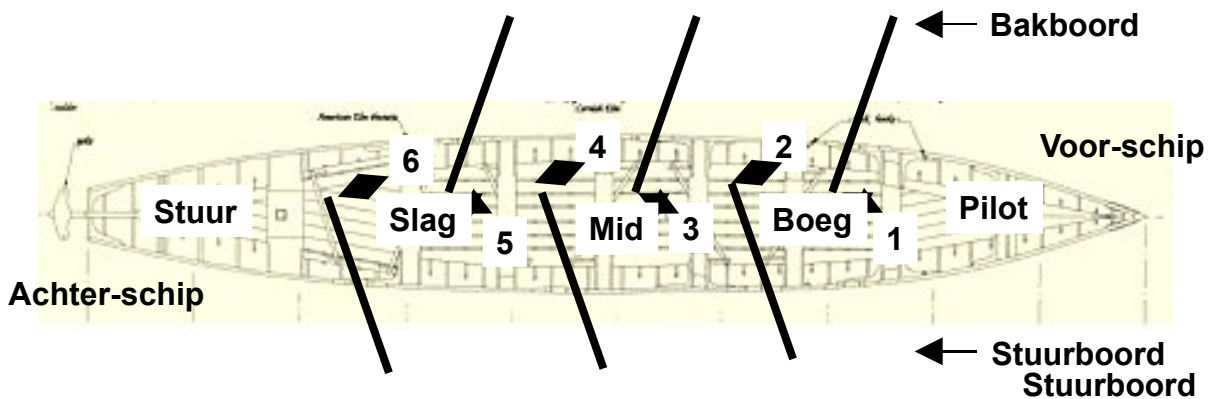 Bakboord
Voor-schip
6
4
2
Stuur
Slag
Mid
Boeg
Pilot
5
3
1
Achter-schip
Stuurboord
Stuurboord